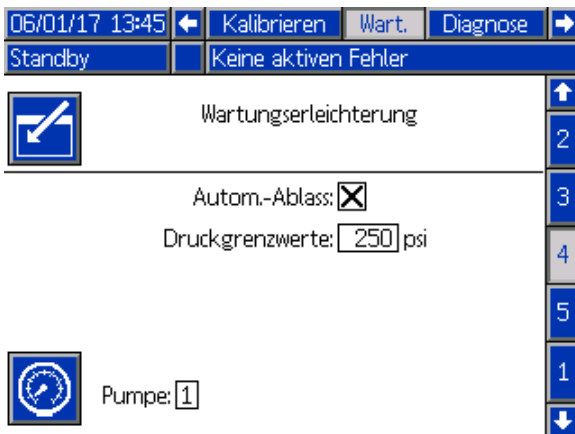 06/01/17 13:45 Kalibrieren Wart. Diagnose
Standby Keine aktiven Fehler
Wartungserleichterung
2
Autom.-Ablass:
3
Druckgrenzwerte: 250 psi
4
5
Pumpe: 1
1